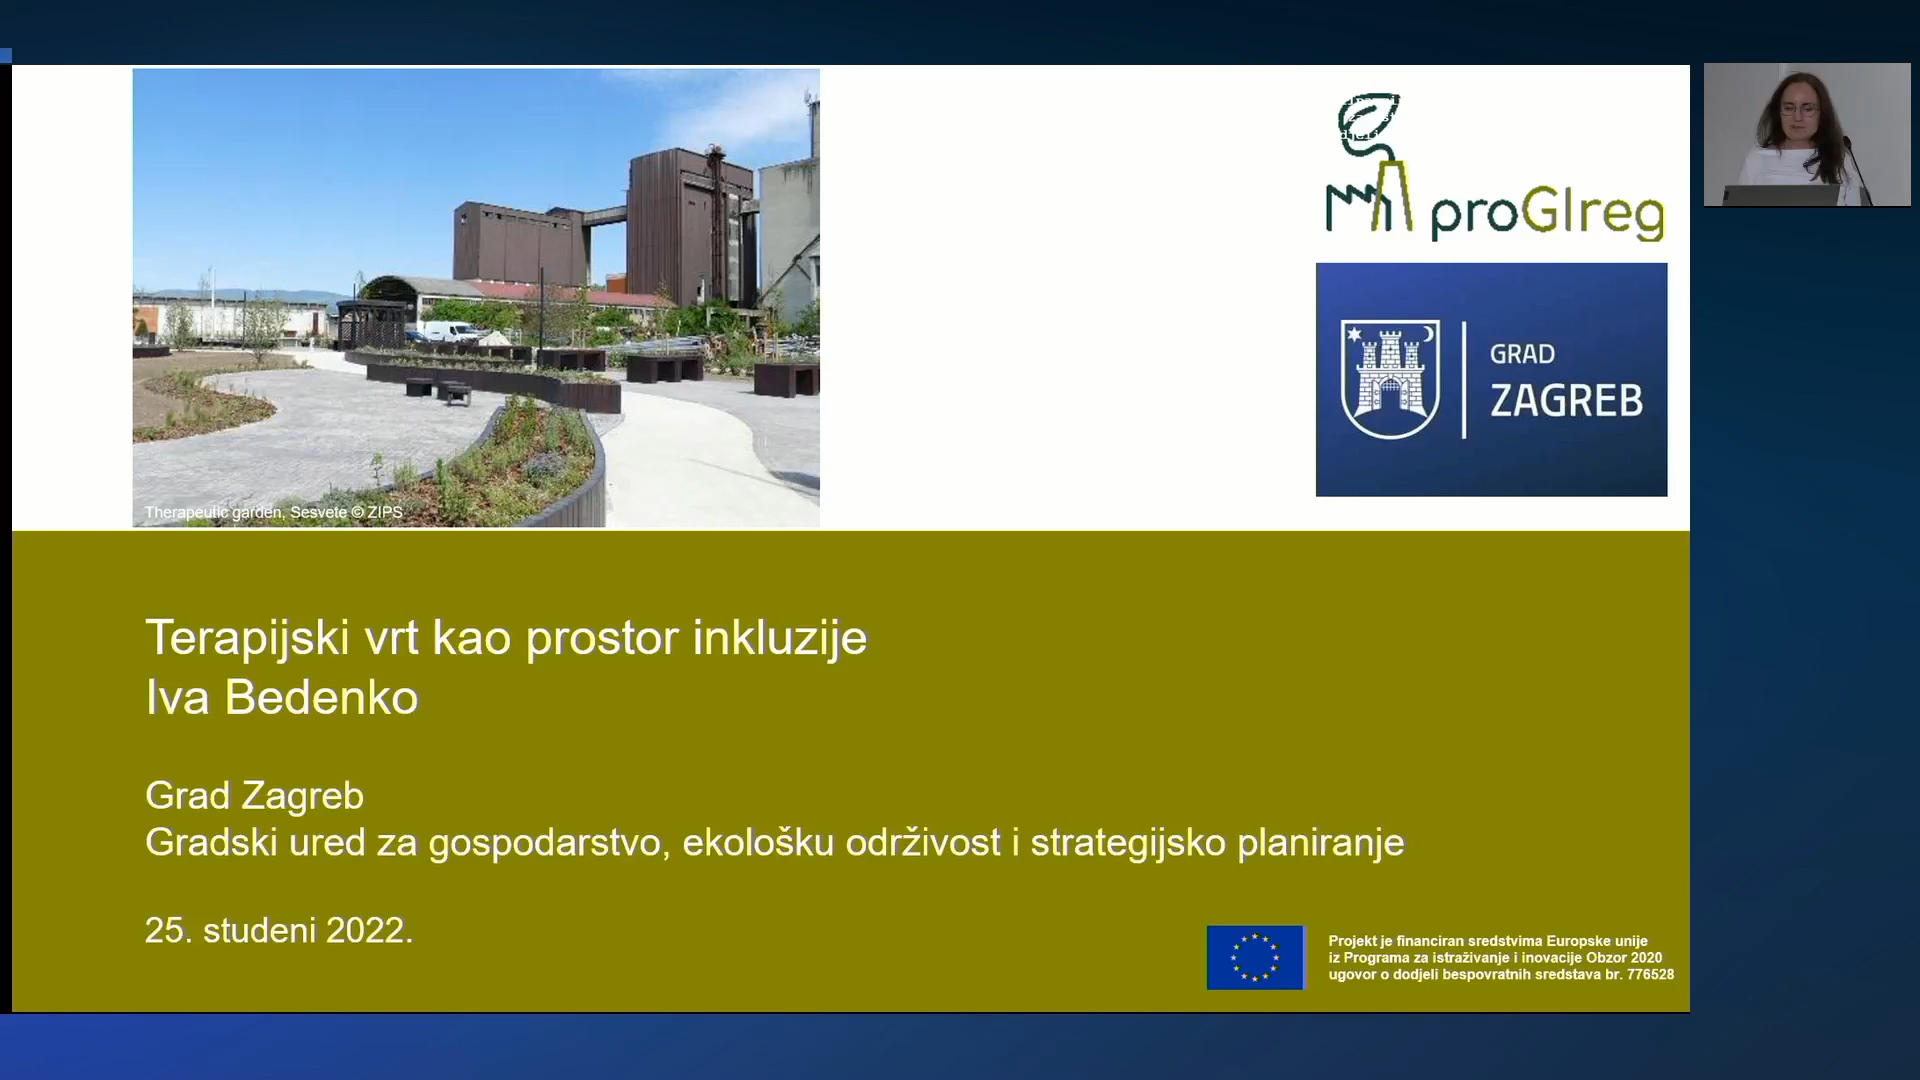 proGIreg
GRAD
ZAGREB
Therapeutic garden, Sesvete © ZIPS
Terapijski vrt kao prostor inkluzije
Iva Bedenko
Grad Zagreb
Gradski ured za gospodarstvo, ekološku održivost i strategijsko planiranje
25. studeni 2022.
Projekt je financiran sredstvima Europske unije
iz Programa za istraživanje i inovacije Obzor 2020
ugovor o dodjeli bespovratnih sredstava br. 776528